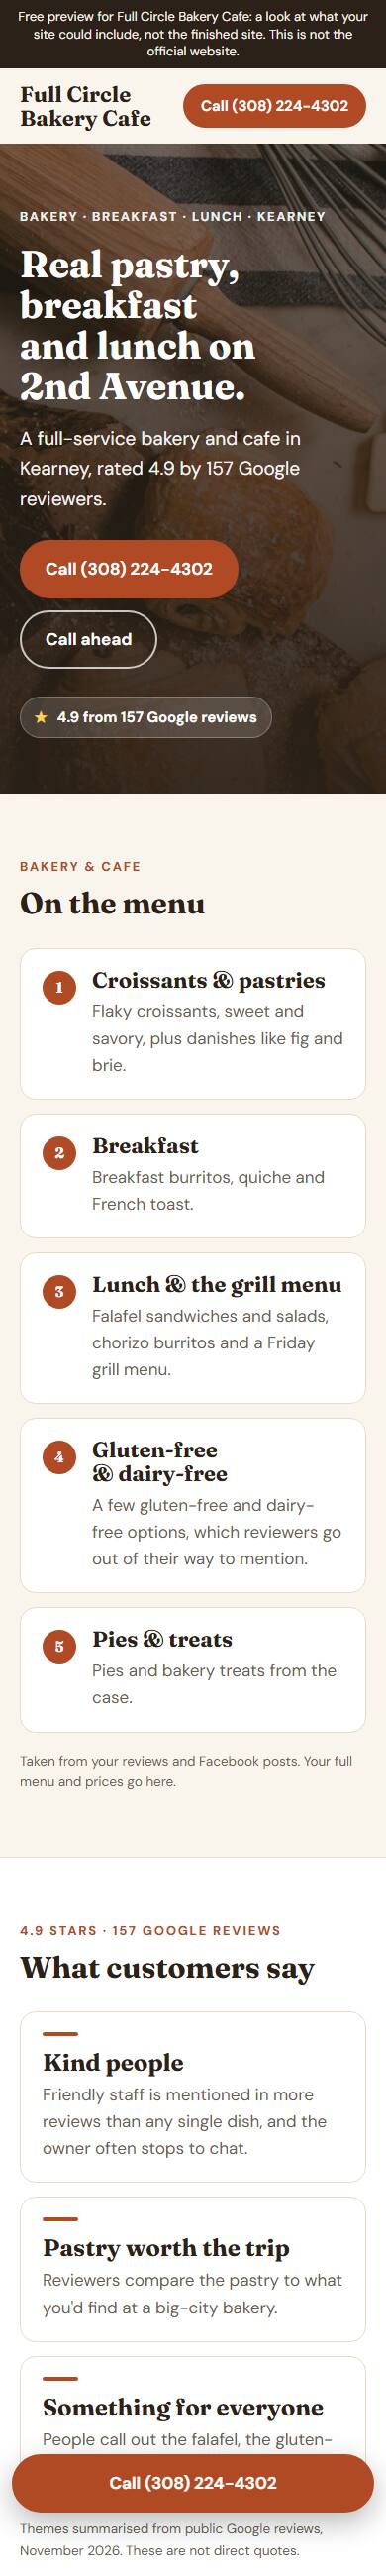 Free preview for Full Circle Bakery Cafe: a look at what your
site could include, not the finished site. This is not the
official website.
Full Circle
Bakery Cafe
Call (308) 224-4302
BAKERY · BREAKFAST · LUNCH · KEARNEY
Real pastry,
breakfast
and lunch on
2nd Avenue.
A full-service bakery and cafe in
Kearney, rated 4.9 by 157 Google
reviewers.
Call (308) 224-4302
Call ahead
★ 4.9 from 157 Google reviews
BAKERY & CAFE
On the menu
1
Croissants & pastries
Flaky croissants, sweet and
savory, plus danishes like fig and
brie.
2
Breakfast
Breakfast burritos, quiche and
French toast.
3
Lunch & the grill menu
Falafel sandwiches and salads,
chorizo burritos and a Friday
grill menu.
4
Gluten-free
& dairy-free
A few gluten-free and dairy-
free options, which reviewers go
out of their way to mention.
5
Pies & treats
Pies and bakery treats from the
case.
Taken from your reviews and Facebook posts. Your full
menu and prices go here.
4.9 STARS · 157 GOOGLE REVIEWS
What customers say
Kind people
Friendly staff is mentioned in more
reviews than any single dish, and the
owner often stops to chat.
Pastry worth the trip
Reviewers compare the pastry to what
you'd find at a big-city bakery.
Something for everyone
People call out the falafel, the gluten-
Call (308) 224-4302
Themes summarised from public Google reviews,
November 2026. These are not direct quotes.